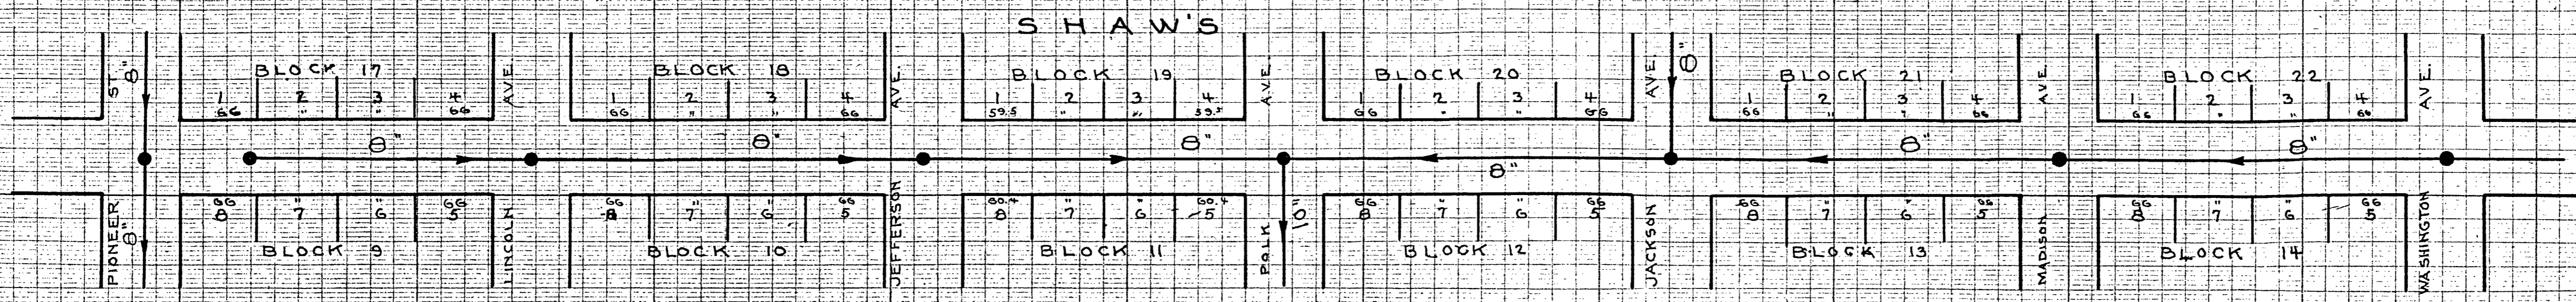 SHAW'S
ST. 8" BLOCK 17 AVE. BLOCK 18 AVE. BLOCK 19 AVE. BLOCK 20 AVE. 8" BLOCK 21 AVE. BLOCK 22 AVE.
1 2 3 4 1 2 3 4 1 2 3 4 1 2 3 4 1 2 3 4 1 2 3 4
66 " " 66 66 " " 66 59.5 " " 59.5 66 " " 66 66 " " 66 66 " " 66
8" 8" 8" 8" 8" 8"
66 " " 66 66 " " 66 60.4 " " 60.4 66 " " 66 66 " " 66 66 " " 66
8 7 6 5 8 7 6 5 8 7 6 5 8 7 6 5 8 7 6 5 8 7 6 5
PIONEER 8" BLOCK 9 LINCOLN BLOCK 10 JEFFERSON BLOCK 11 POLK 10" BLOCK 12 JACKSON BLOCK 13 MADISON BLOCK 14 WASHINGTON